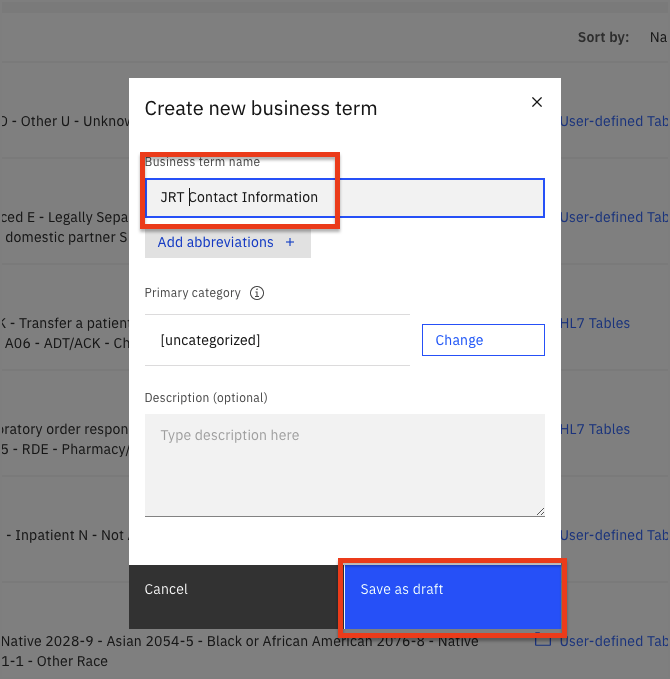 Sort by: Na
O - Other U - Unknow
User-defined Tab
Create new business term
Business term name
JRT Contact Information
Add abbreviations +
ced E - Legally Sepa
domestic partner S
User-defined Tab
Primary category
[uncategorized]
Change
K - Transfer a patient
A06 - ADT/ACK - Ch
HL7 Tables
Description (optional)
Type description here
oratory order respon
5 - RDE - Pharmacy/
HL7 Tables
- Inpatient N - Not
User-defined Tab
Cancel
Save as draft
Native 2028-9 - Asian 2054-5 - Black or African American 2076-8 - Native
1-1 - Other Race
User-defined Tab